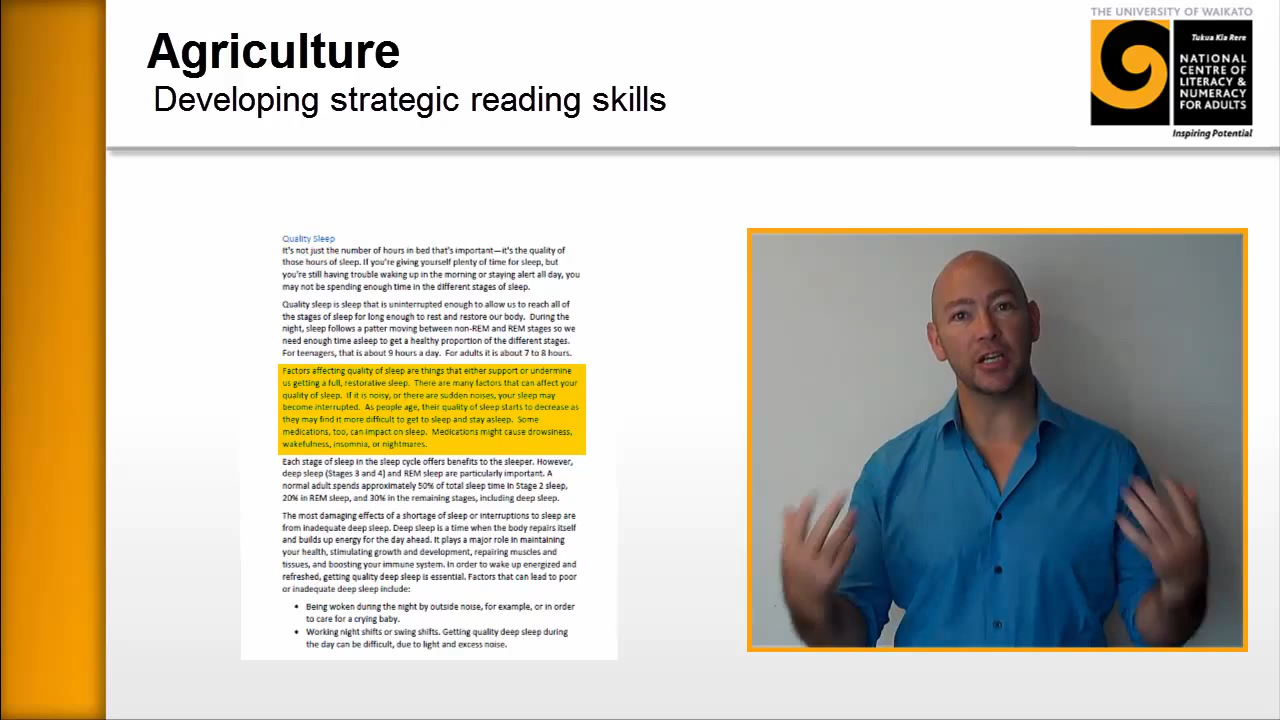 THE UNIVERSITY OF WAIKATO
Agriculture
Developing strategic reading skills
Tukua Kia Rere
NATIONAL
CENTRE OF
LITERACY &
NUMERACY
FOR ADULTS
Inspiring Potential
Quality Sleep
It's not just the number of hours in bed that's important—it's the quality of
those hours of sleep. If you're giving yourself plenty of time for sleep, but
you're still having trouble waking up in the morning or staying alert all day, you
may not be spending enough time in the different stages of sleep.
Quality sleep is sleep that is uninterrupted enough to allow us to reach all of
the stages of sleep for long enough to rest and restore our body. During the
night, sleep follows a patter moving between non-REM and REM stages so we
need enough time asleep to get a healthy proportion of the different stages.
For teenagers, that is about 9 hours a day. For adults it is about 7 to 8 hours.
Factors affecting quality of sleep are things that either support or undermine
us getting a full, restorative sleep. There are many factors that can affect your
quality of sleep. If it is noisy, or there are sudden noises, your sleep may
become interrupted. As people age, their quality of sleep starts to decrease as
they may find it more difficult to get to sleep and stay asleep. Some
medications, too, can impact on sleep. Medications might cause drowsiness,
wakefulness, insomnia, or nightmares.
Each stage of sleep in the sleep cycle offers benefits to the sleeper. However,
deep sleep (Stages 3 and 4) and REM sleep are particularly important. A
normal adult spends approximately 50% of total sleep time in Stage 2 sleep,
20% in REM sleep, and 30% in the remaining stages, including deep sleep.
The most damaging effects of a shortage of sleep or interruptions to sleep are
from inadequate deep sleep. Deep sleep is a time when the body repairs itself
and builds up energy for the day ahead. It plays a major role in maintaining
your health, stimulating growth and development, repairing muscles and
tissues, and boosting your immune system. In order to wake up energized and
refreshed, getting quality deep sleep is essential. Factors that can lead to poor
or inadequate deep sleep include:
• Being woken during the night by outside noise, for example, or in order
to care for a crying baby.
• Working night shifts or swing shifts. Getting quality deep sleep during
the day can be difficult, due to light and excess noise.